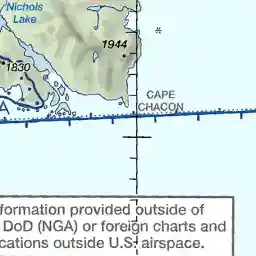 Nichols
Lake
1944
1830
A
CAPE
CHACON
formation provided outside of
DoD (NGA) or foreign charts and
cations outside U.S. airspace.